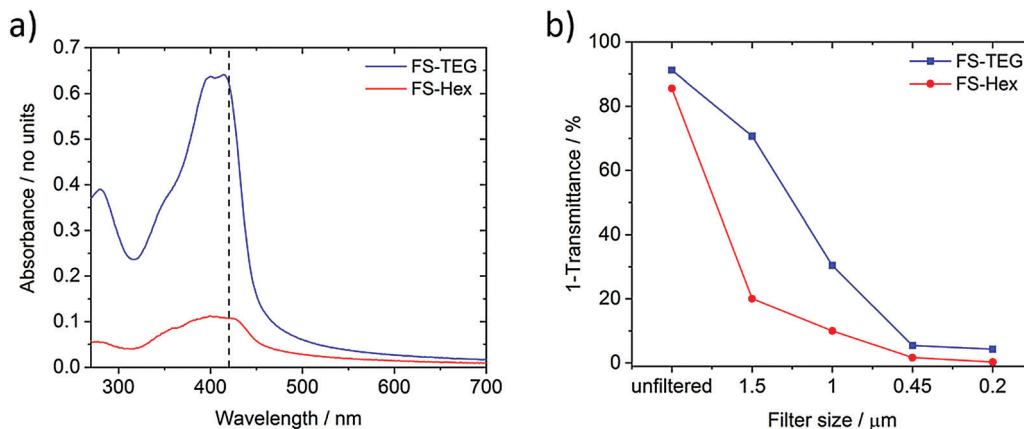 a)
Absorbance / no units
0.7
0.6
0.5
0.4
0.3
0.2
0.1
0.0
FS-TEG
FS-Hex
300 400 500 600 700
Wavelength / nm
b)
1-Transmittance / %
100
80
60
40
20
0
FS-TEG
FS-Hex
unfiltered 1.5 1 0.45 0.2
Filter size / μm